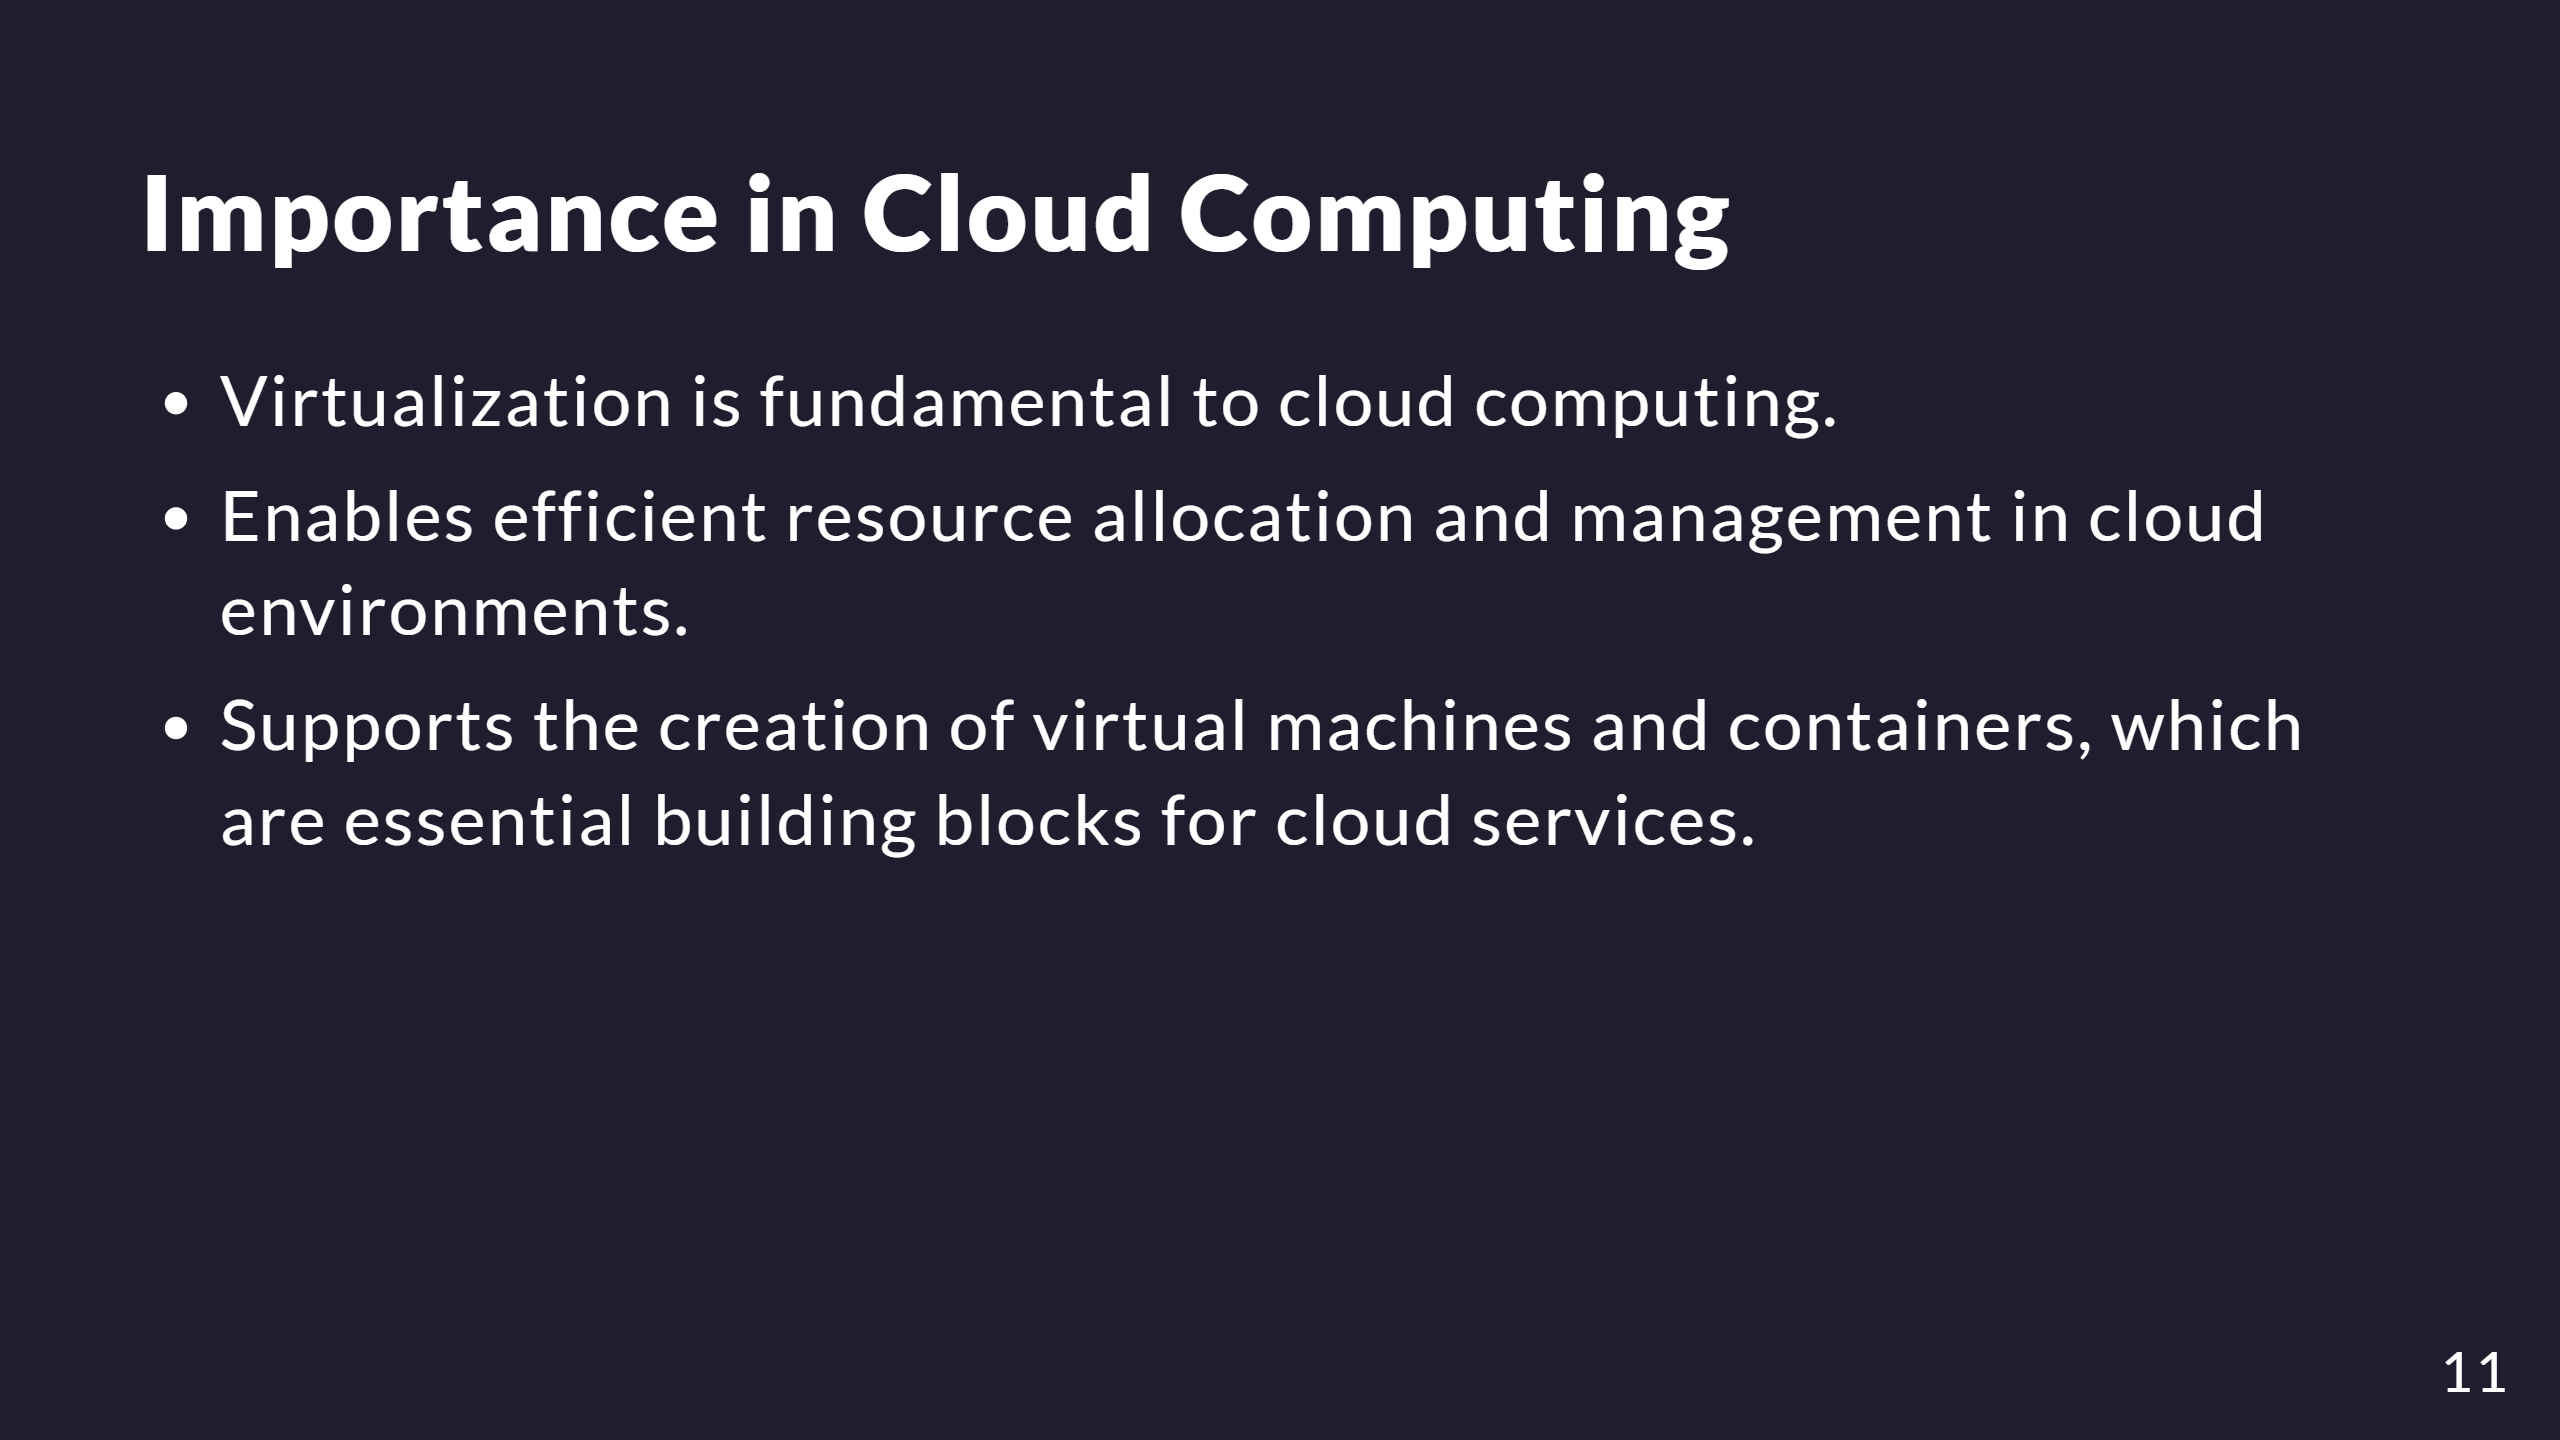 Importance in Cloud Computing
• Virtualization is fundamental to cloud computing.
• Enables efficient resource allocation and management in cloud
environments.
• Supports the creation of virtual machines and containers, which
are essential building blocks for cloud services.
11